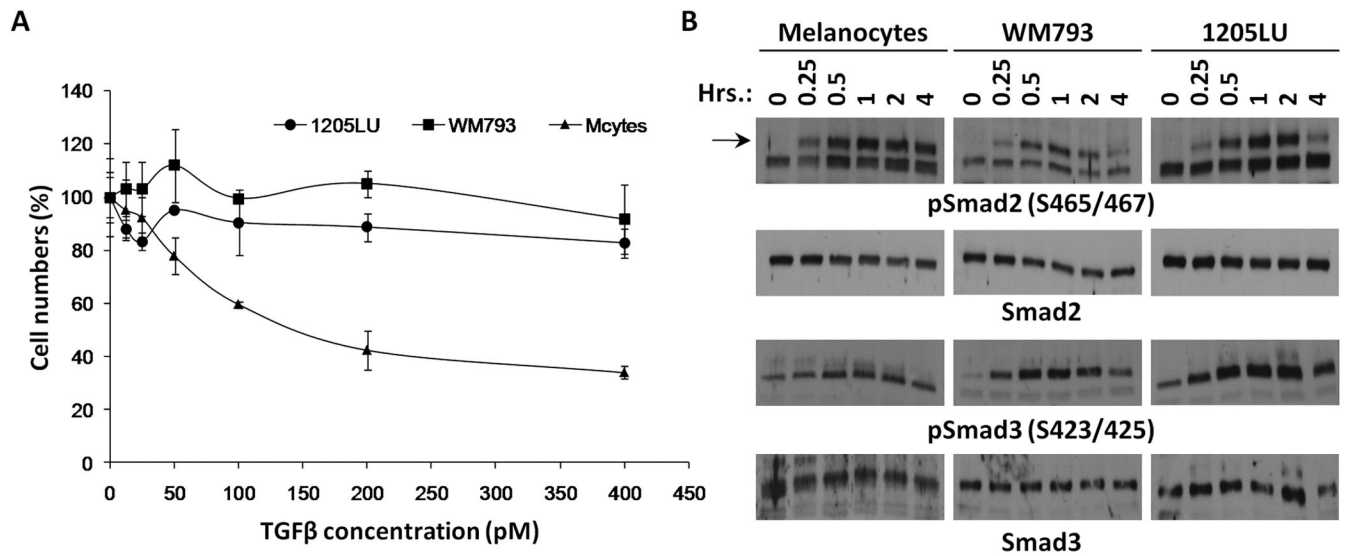 A
140
120
100
80
60
40
20
0
Cell numbers (%)
1205LU WM793 Mcytes
0 50 100 150 200 250 300 350 400 450
TGFβ concentration (pM)
B
Melanocytes WM793 1205LU
Hrs.: 0 0.25 0.5 1 2 4 0 0.25 0.5 1 2 4 0 0.25 0.5 1 2 4
pSmad2 (S465/467)
Smad2
pSmad3 (S423/425)
Smad3